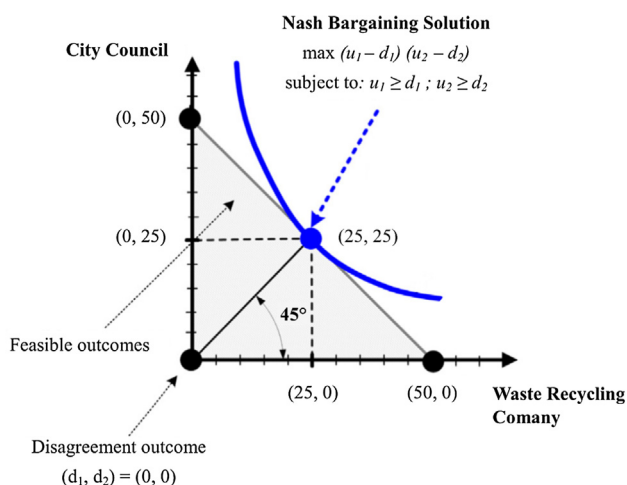 Nash Bargaining Solution
max (u₁ – d₁) (u₂ – d₂)
subject to: u₁ ≥ d₁ ; u₂ ≥ d₂
City Council
(0, 50)
(0, 25)
(25, 25)
45°
Feasible outcomes
(25, 0)
(50, 0)
Waste Recycling
Comany
Disagreement outcome
(d₁, d₂) = (0, 0)